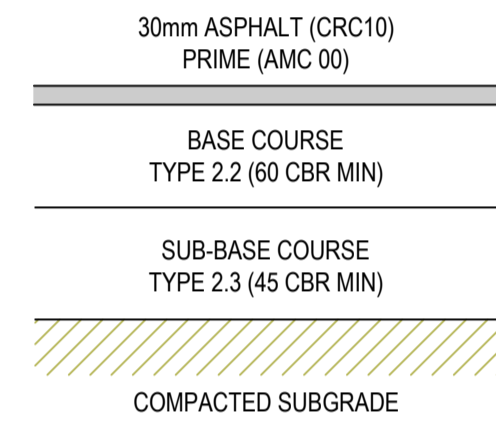 30mm ASPHALT (CRC10)
PRIME (AMC 00)
BASE COURSE
TYPE 2.2 (60 CBR MIN)
SUB-BASE COURSE
TYPE 2.3 (45 CBR MIN)
COMPACTED SUBGRADE